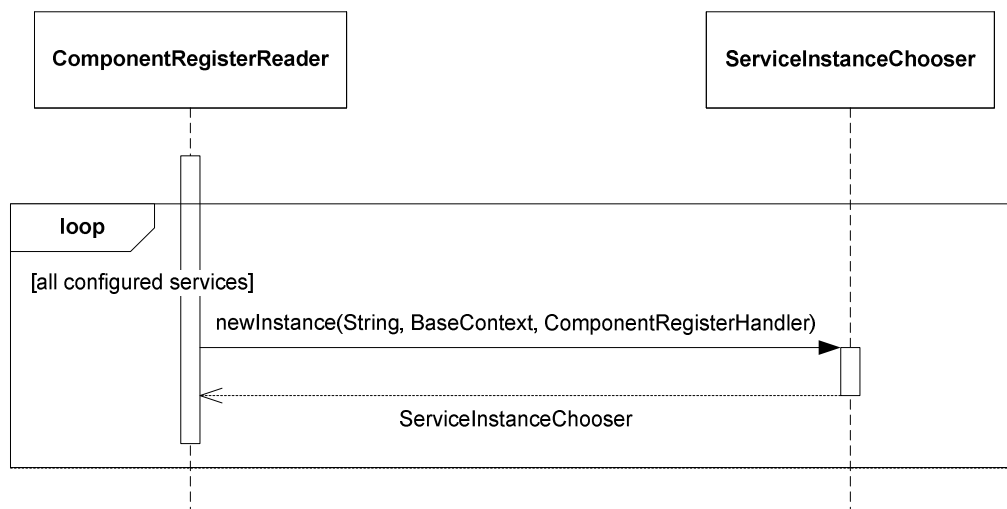 ComponentRegisterReader
ServiceInstanceChooser
loop
[all configured services]
newInstance(String, BaseContext, ComponentRegisterHandler)
ServiceInstanceChooser